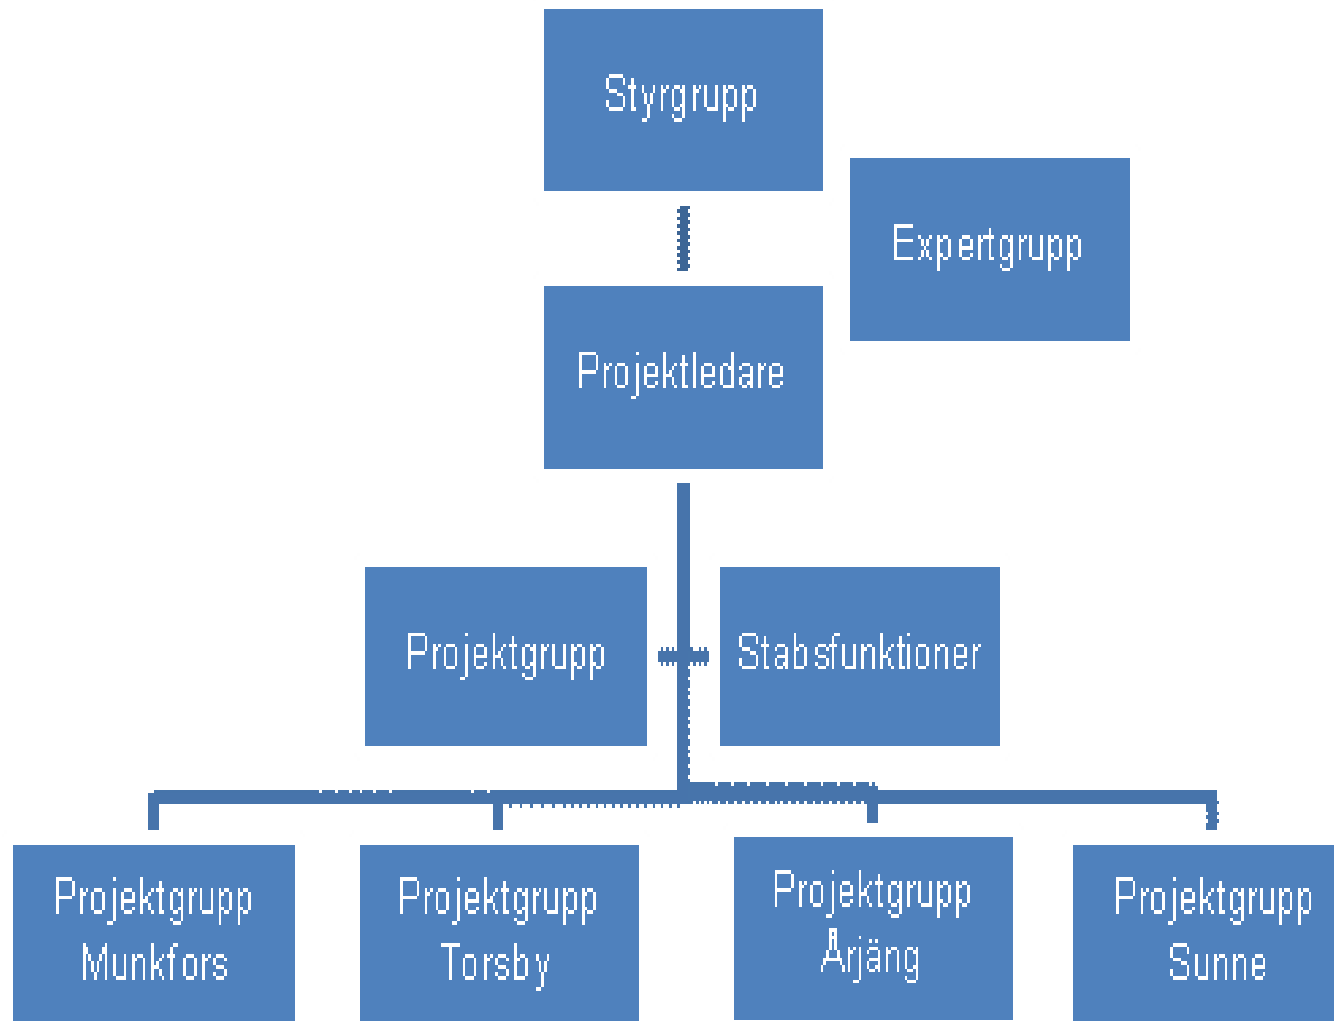 Styrgrupp
Expertgrupp
Projektledare
Projektgrupp
Stabsfunktioner
Projektgrupp
Munkfors
Projektgrupp
Torsby
Projektgrupp
Årjäng
Projektgrupp
Sunne